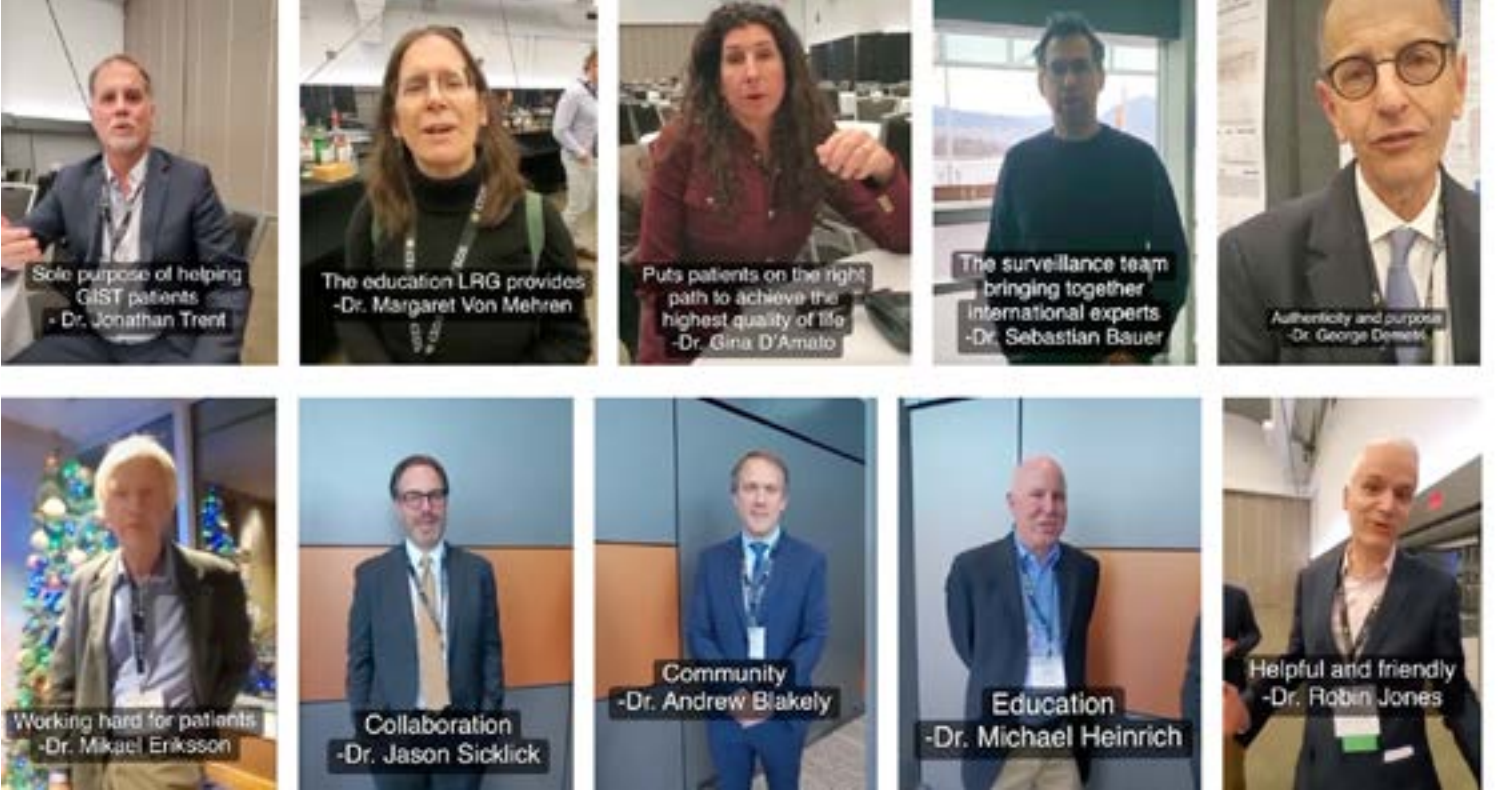 Sole purpose of helping
GIST patients
- Dr. Jonathan Trent
The education LRG provides
-Dr. Margaret Von Mehren
Puts patients on the right
path to achieve the
highest quality of life
-Dr. Gina D'Amato
The surveillance team
bringing together
international experts
-Dr. Sebastian Bauer
Authenticity and purpose
-Dr. George Demetri
Working hard for patients
-Dr. Mikael Eriksson
Collaboration
-Dr. Jason Sicklick
Community
-Dr. Andrew Blakely
Education
-Dr. Michael Heinrich
Helpful and friendly
-Dr. Robin Jones